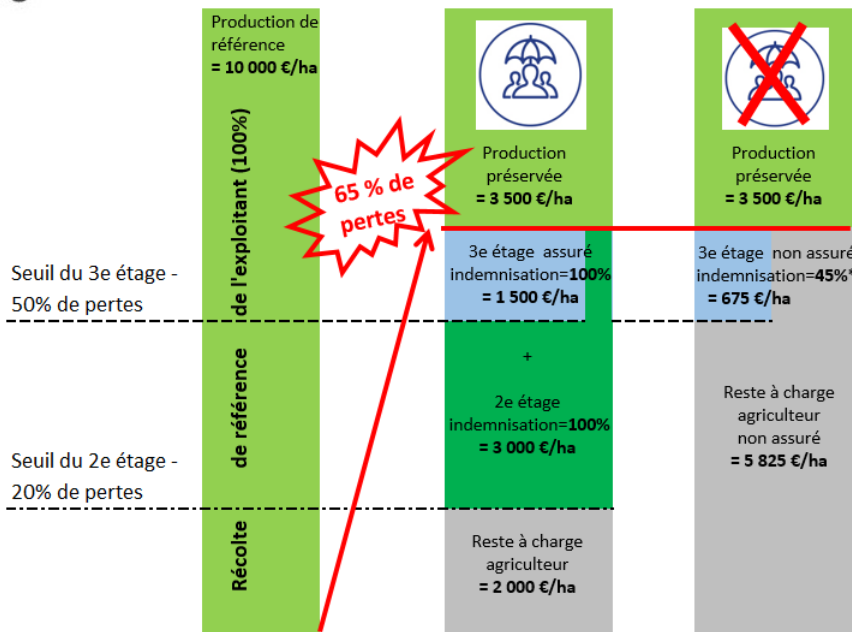 Production de
référence
= 10 000 €/ha
Récolte de référence de l'exploitant (100%)
65 % de
pertes
Seuil du 3e étage -
50% de pertes
Seuil du 2e étage -
20% de pertes
Production
préservée
= 3 500 €/ha
3e étage assuré
indemnisation=100%
= 1 500 €/ha
+
2e étage
indemnisation=100%
= 3 000 €/ha
Reste à charge
agriculteur
= 2 000 €/ha
Production
préservée
= 3 500 €/ha
3e étage non assuré
indemnisation=45%*
= 675 €/ha
Reste à charge
agriculteur
non assuré
= 5 825 €/ha